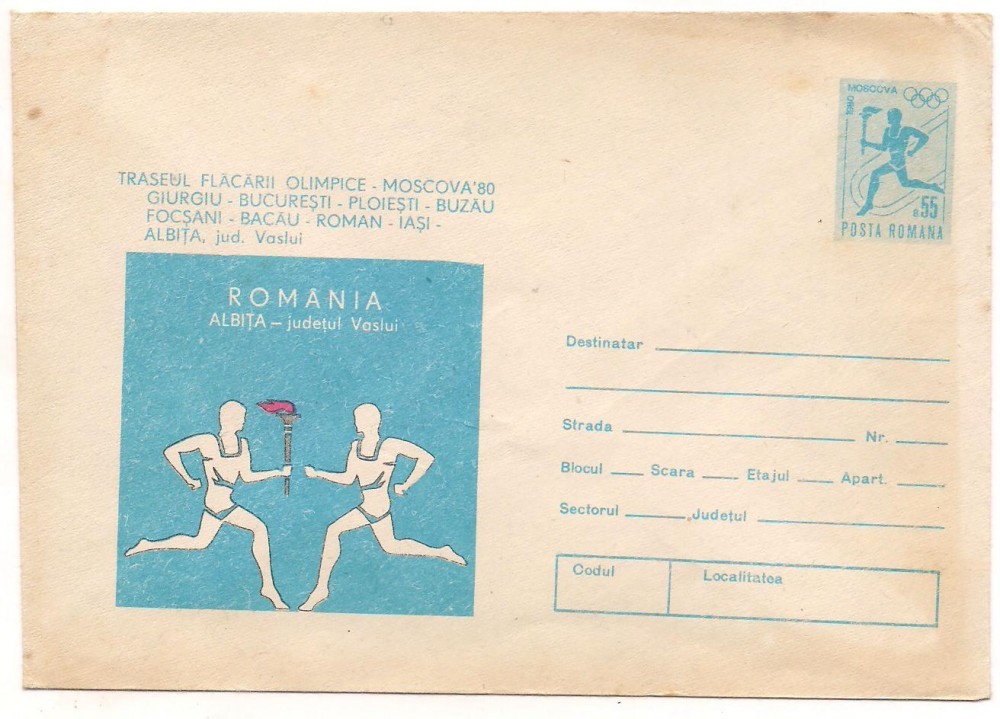 TRASEUL FLĂCĂRII OLIMPICE - MOSCOVA'80
GIURGIU - BUCUREȘTI - PLOIEȘTI - BUZĂU
FOCȘANI - BACĂU - ROMAN - IAȘI -
ALBIȚA, jud. Vaslui
ROMÂNIA
ALBIȚA - județul Vaslui
MOSCOVA
1980
B 55
POSTA ROMANA
Destinatar
Strada Nr.
Blocul Scara Etajul Apart.
Sectorul Județul
Codul Localitatea